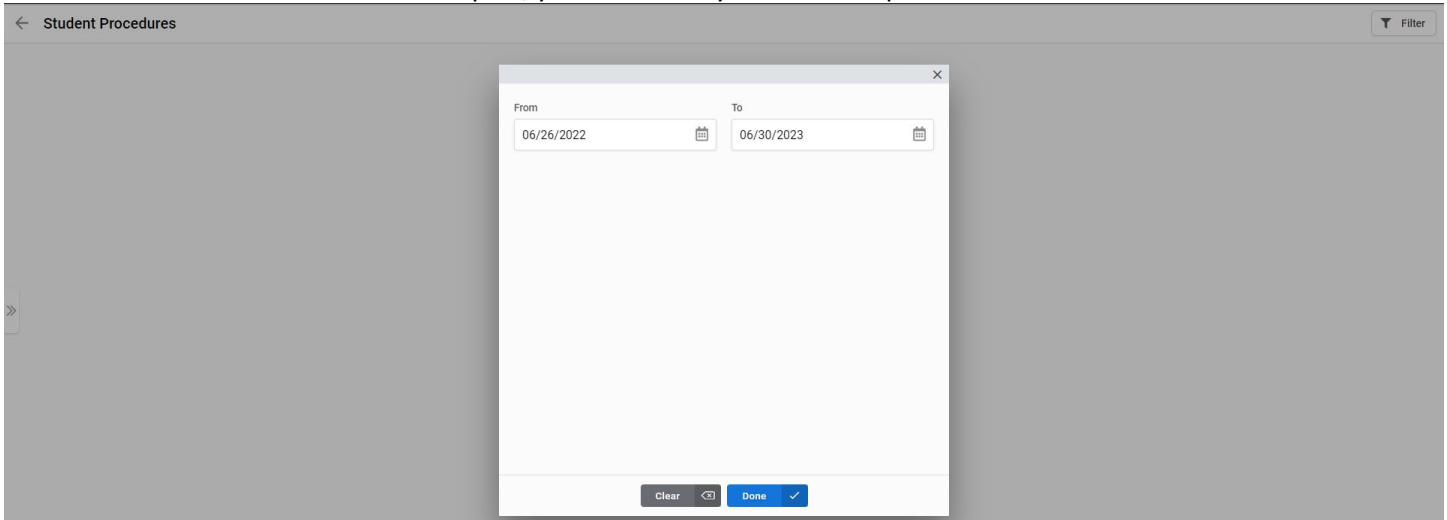 Student Procedures
Filter
From
To
06/26/2022
06/30/2023
Clear
Done